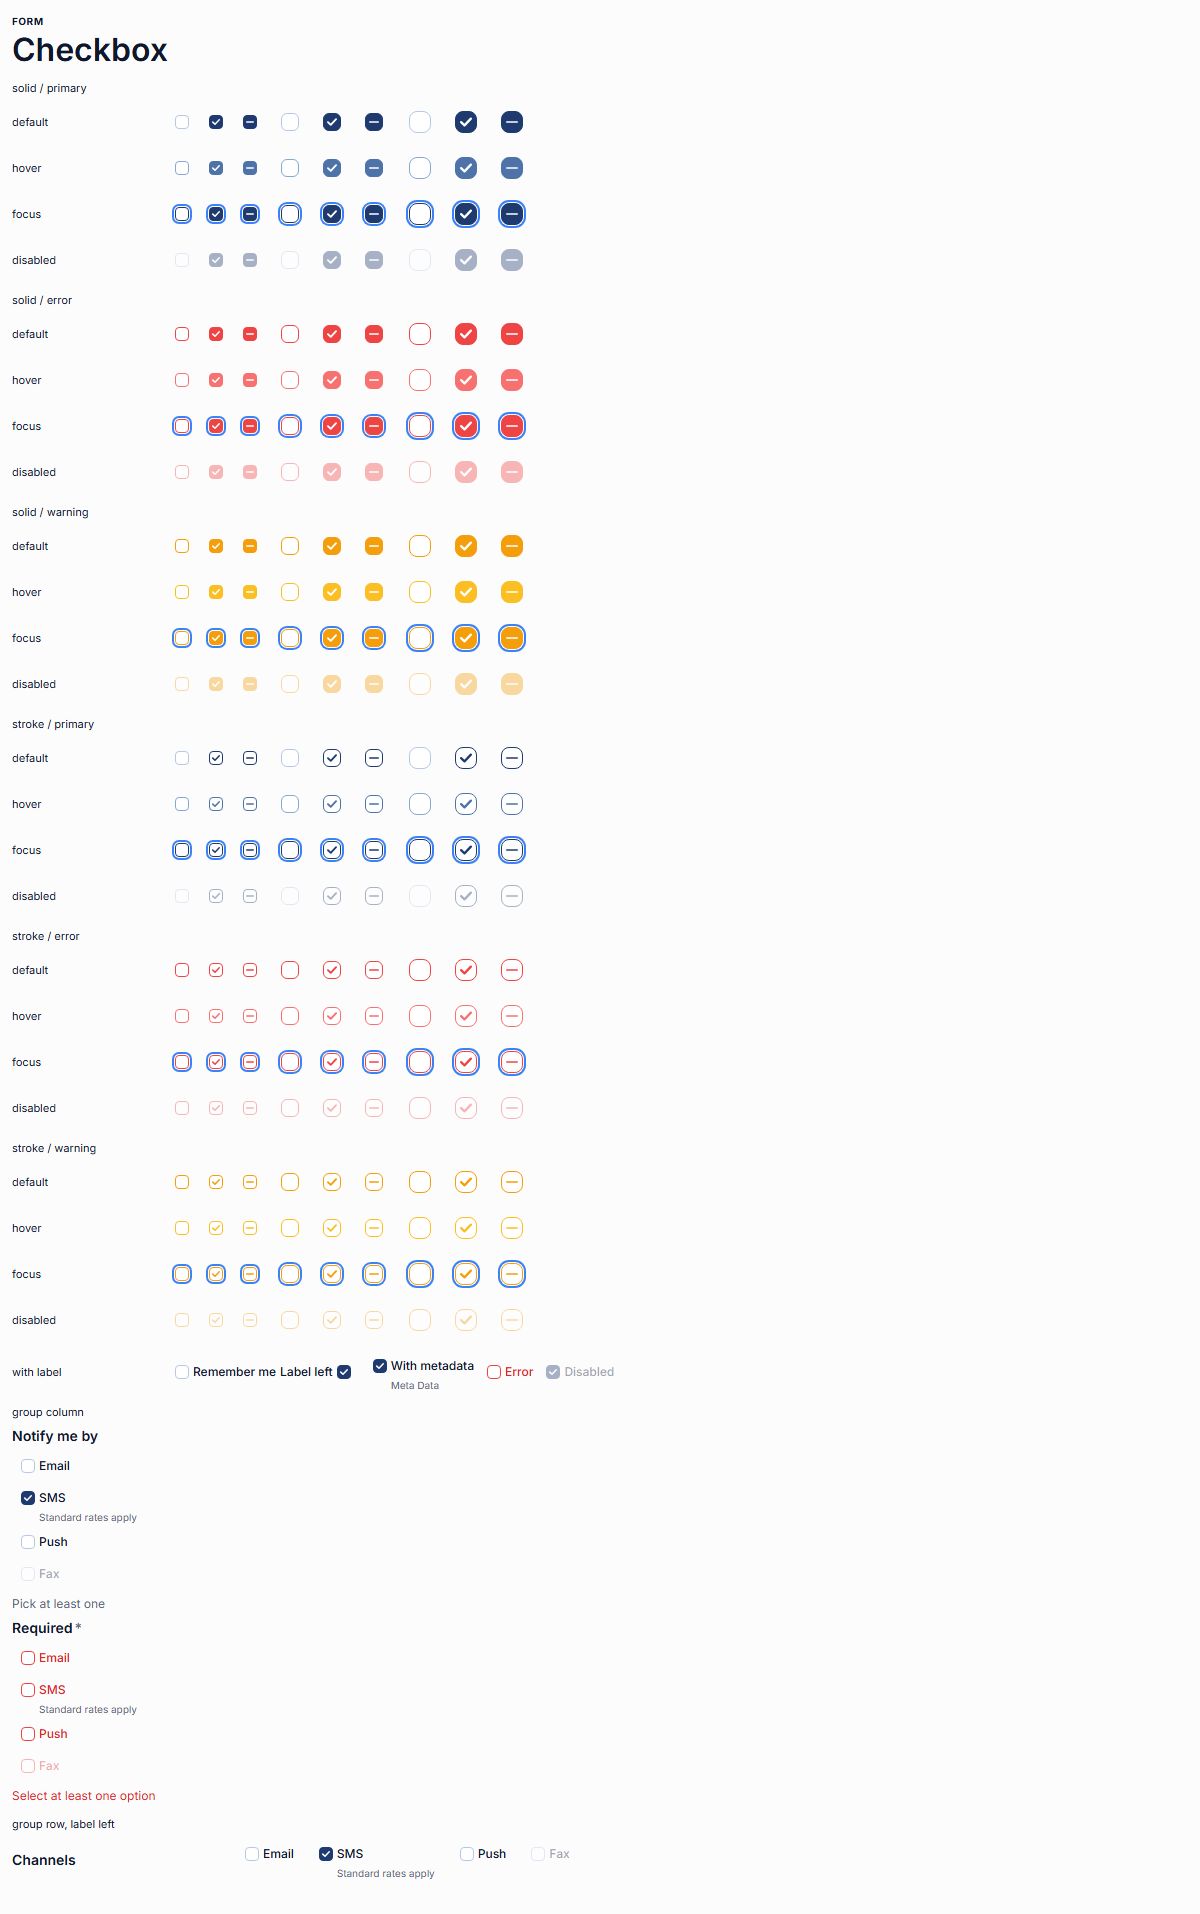 FORM
Checkbox
solid / primary
default
hover
focus
disabled
solid / error
default
hover
focus
disabled
solid / warning
default
hover
focus
disabled
stroke / primary
default
hover
focus
disabled
stroke / error
default
hover
focus
disabled
stroke / warning
default
hover
focus
disabled
with label Remember me Label left With metadata Error Disabled
Meta Data
group column
Notify me by
Email
SMS
Standard rates apply
Push
Fax
Pick at least one
Required *
Email
SMS
Standard rates apply
Push
Fax
Select at least one option
group row, label left
Channels Email SMS Push Fax
Standard rates apply